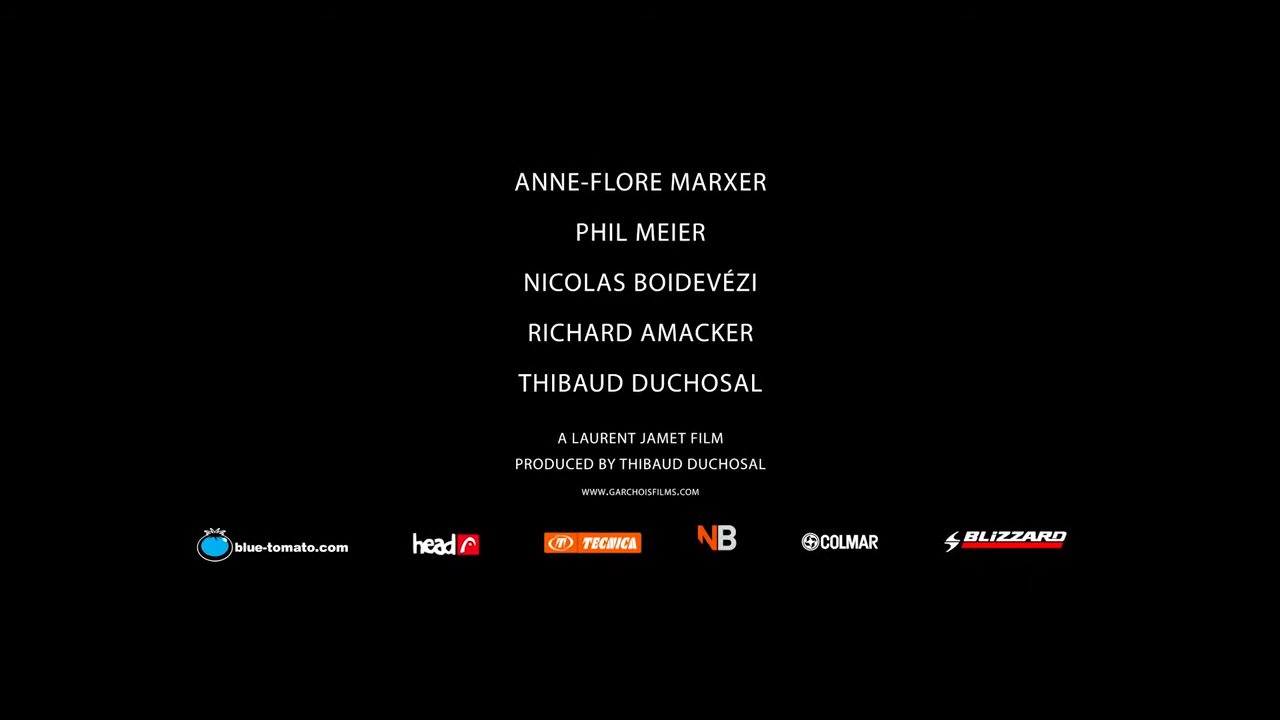 ANNE-FLORE MARXER
PHIL MEIER
NICOLAS BOIDEVÉZI
RICHARD AMACKER
THIBAUD DUCHOSAL
A LAURENT JAMET FILM
PRODUCED BY THIBAUD DUCHOSAL
WWW.GARCHOISFILMS.COM
blue-tomato.com head TECNICA NB COLMAR BLIZZARD